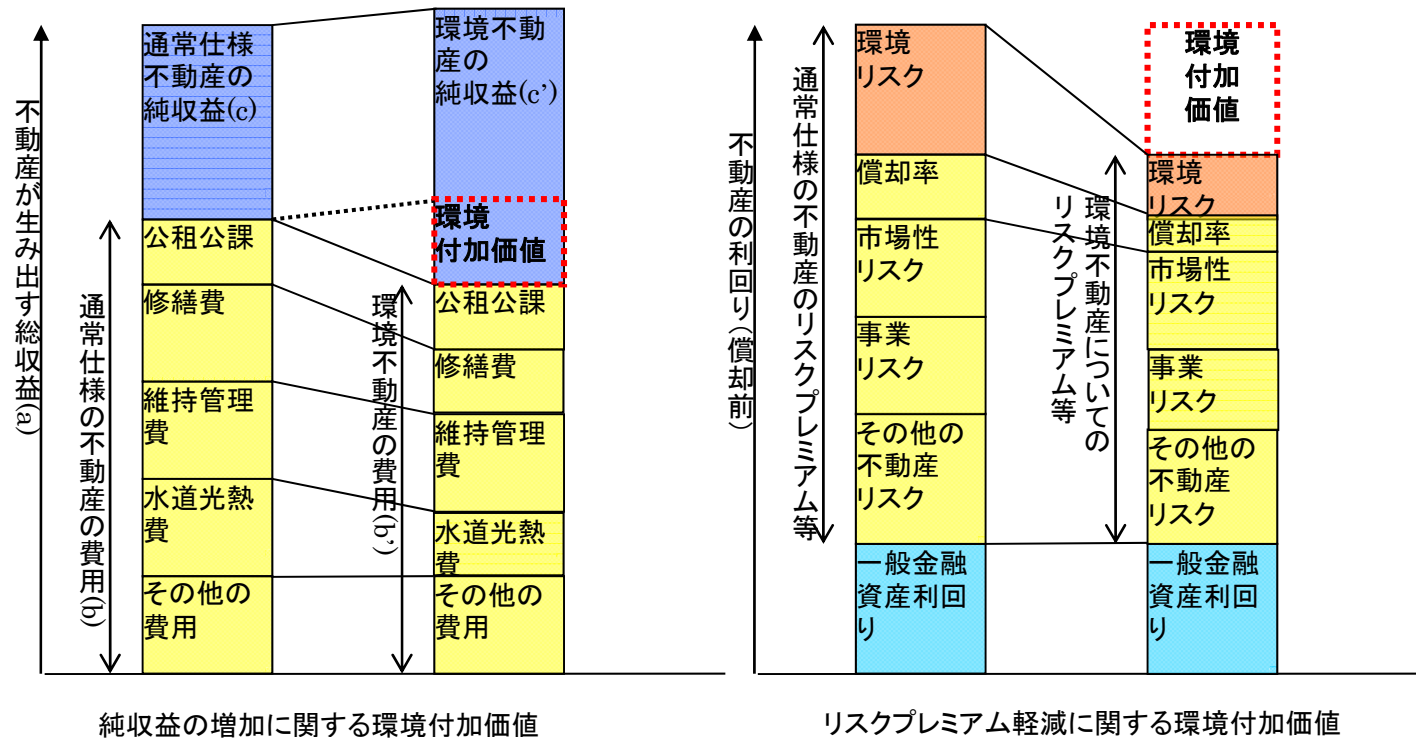 不動産が生み出す総収益(a)
通常仕様の不動産の費用(b)
通常仕様
不動産の
純収益(c)
公租公課
修繕費
維持管理
費
水道光熱
費
その他の
費用
環境不動産の費用(b’)
環境不動
産の
純収益(c’)
環境
付加価値
公租公課
修繕費
維持管理
費
水道光熱
費
その他の
費用
純収益の増加に関する環境付加価値
不動産の利回り(償却前)
通常仕様の不動産のリスクプレミアム等
環境
リスク
償却率
市場性
リスク
事業
リスク
その他の
不動産
リスク
一般金融
資産利回
り
環境不動産についての
リスクプレミアム等
環境
付加
価値
環境
リスク
償却率
市場性
リスク
事業
リスク
その他の
不動産
リスク
一般金融
資産利回
り
リスクプレミアム軽減に関する環境付加価値